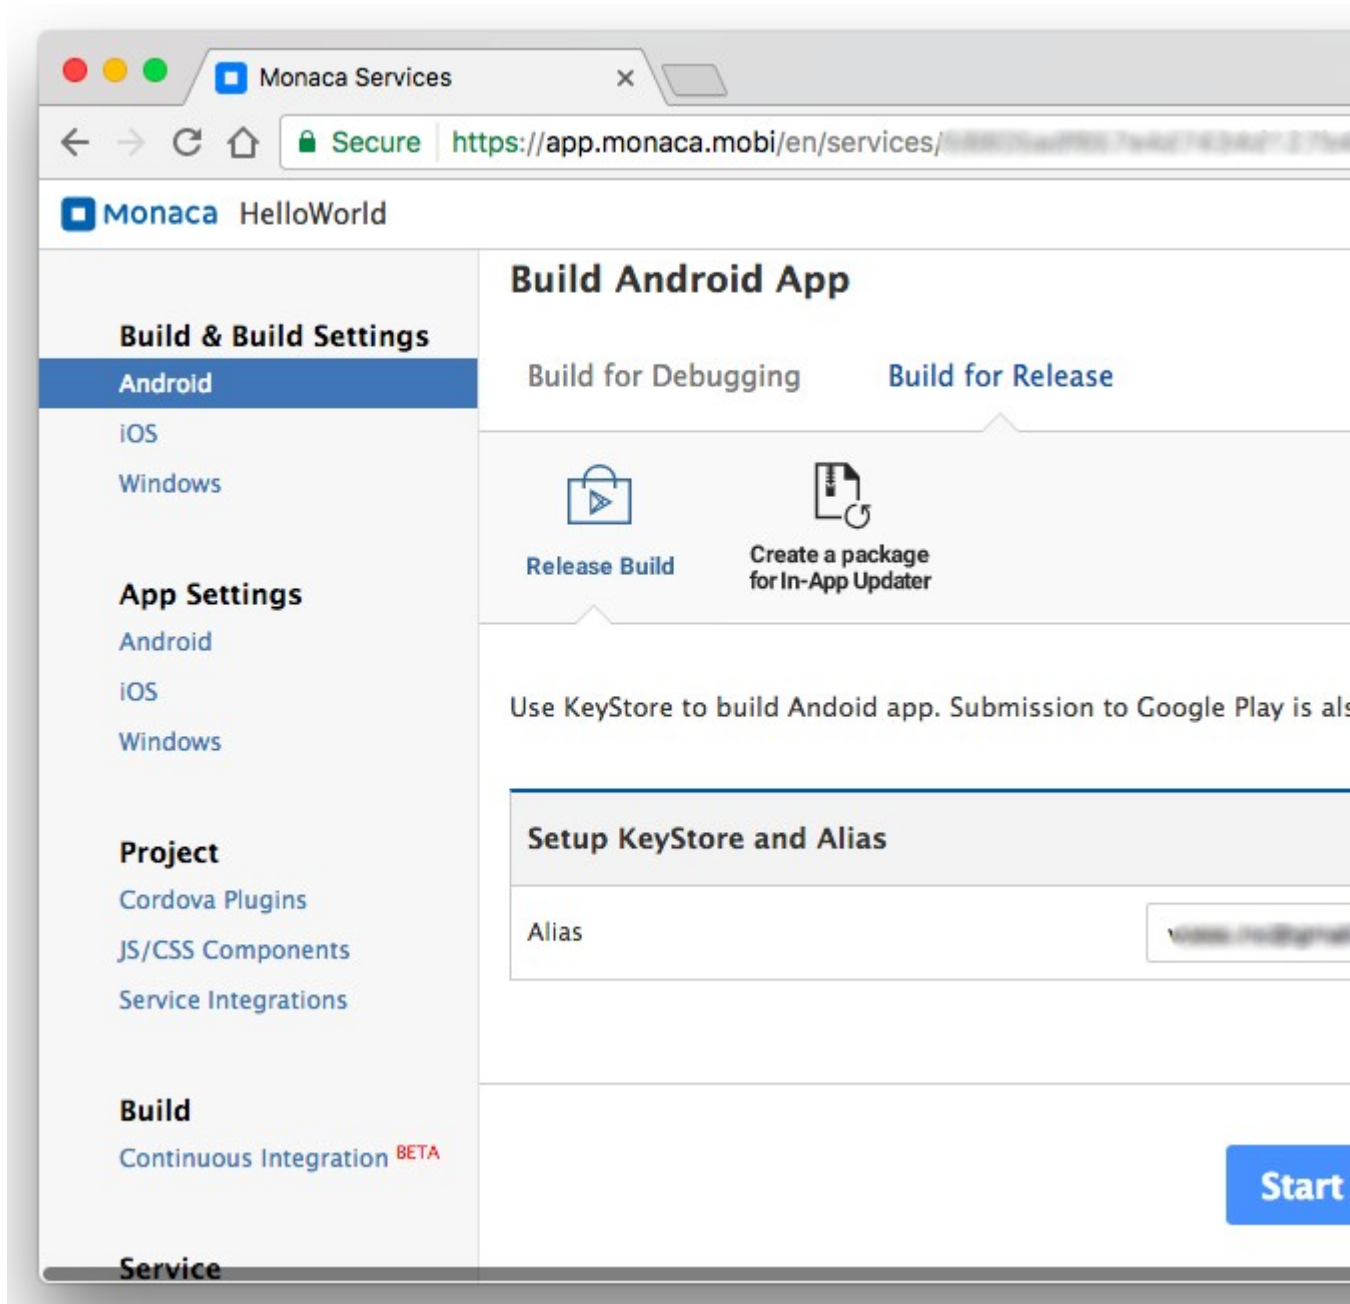 Monaca Services
Secure https://app.monaca.mobi/en/services/
Monaca HelloWorld
Build & Build Settings
Android
iOS
Windows
App Settings
Android
iOS
Windows
Project
Cordova Plugins
JS/CSS Components
Service Integrations
Build
Continuous Integration BETA
Service
Build Android App
Build for Debugging Build for Release
Release Build
Create a package
for In-App Updater
Use KeyStore to build Andoid app. Submission to Google Play is als
Setup KeyStore and Alias
Alias
Start